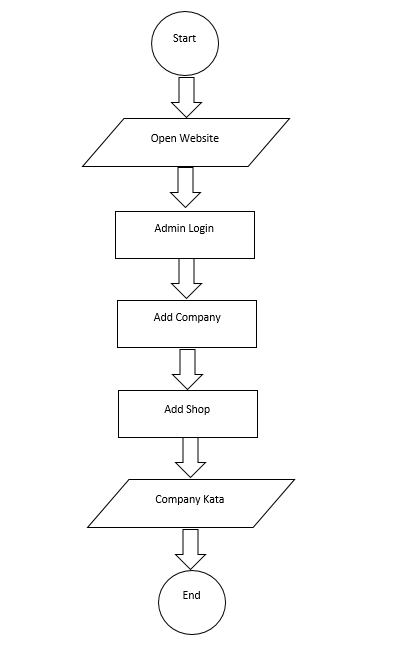 Start
Open Website
Admin Login
Add Company
Add Shop
Company Kata
End